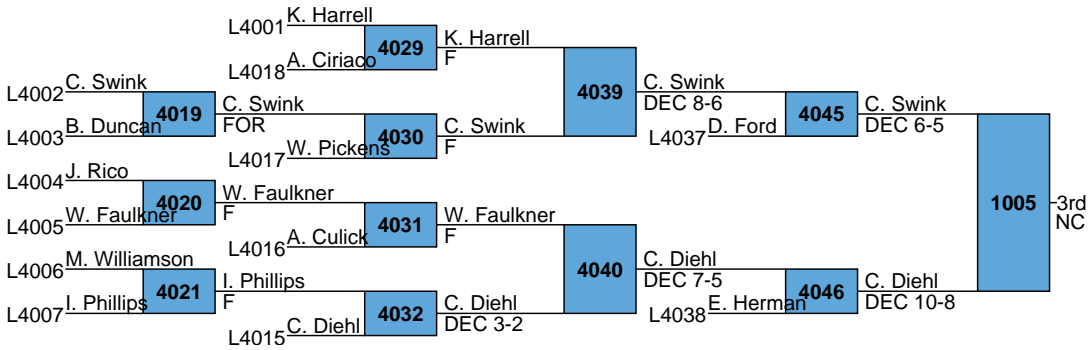 L4001 K. Harrell
4029
K. Harrell
F
L4018 A. Ciriaco
4039
C. Swink
DEC 8-6
L4002 C. Swink
4019
C. Swink
FOR
L4003 B. Duncan
4030
C. Swink
F
L4017 W. Pickens
4045
C. Swink
DEC 6-5
L4037 D. Ford
L4004 J. Rico
4020
W. Faulkner
F
L4005 W. Faulkner
4031
W. Faulkner
F
L4016 A. Culick
1005
3rd
NC
L4006 M. Williamson
4021
I. Phillips
F
L4007 I. Phillips
4040
C. Diehl
DEC 7-5
4032
C. Diehl
DEC 3-2
L4015 C. Diehl
4046
C. Diehl
DEC 10-8
L4038 E. Herman